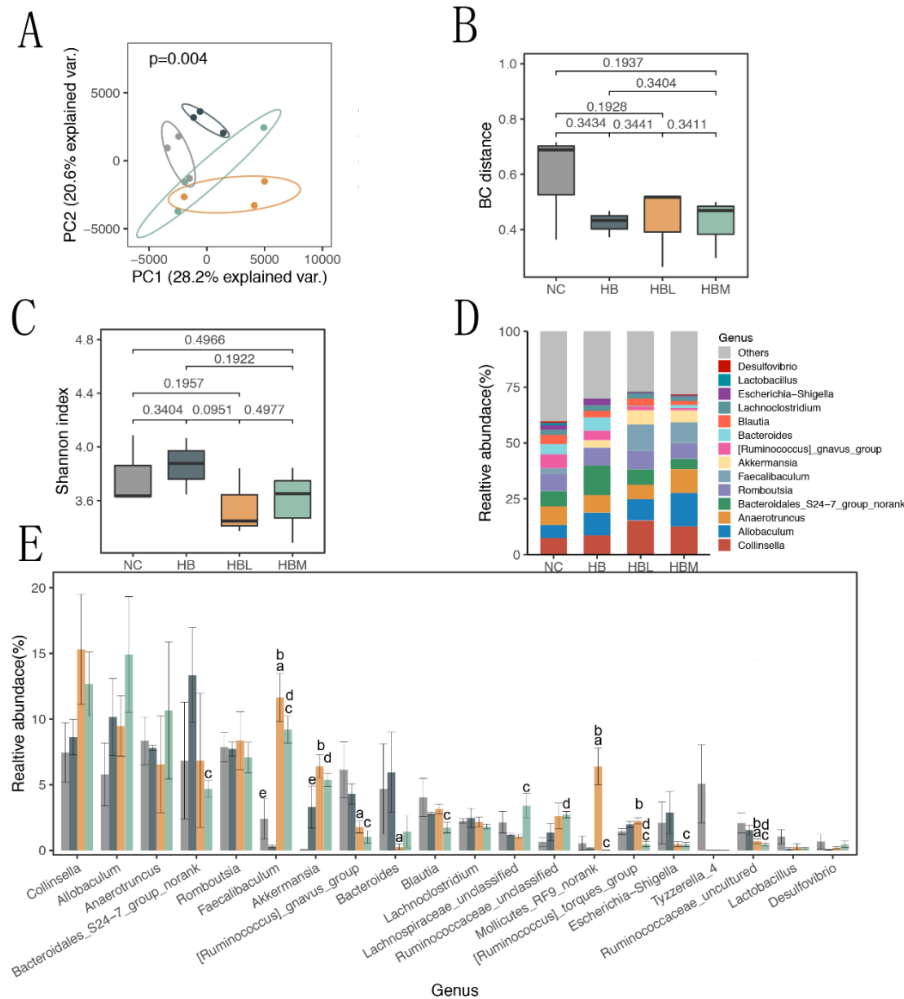 A
p=0.004
PC2 (20.6% explained var.)
5000
0
−5000
−5000
0
5000
10000
PC1 (28.2% explained var.)
B
BC distance
1.0
0.6
0.4
0.1937
0.3404
0.1928
0.3434
0.3441
0.3411
NC
HB
HBL
HBM
C
Shannon index
4.8
4.4
4.0
3.6
0.4966
0.1922
0.1957
0.3404
0.0951
0.4977
NC
HB
HBL
HBM
D
Realtive abundace(%)
100
75
50
25
0
NC
HB
HBL
HBM
Genus
Others
Desulfovibrio
Lactobacillus
Escherichia−Shigella
Lachnoclostridium
Blautia
Bacteroides
[Ruminococcus]_gnavus_group
Akkermansia
Faecalibaculum
Romboutsia
Bacteroidales_S24−7_group_norank
Anaerotruncus
Allobaculum
Collinsella
E
Realtive abundace(%)
20
15
10
5
0
c
e
b
a
d
c
e
b
d
a
c
a
c
c
d
b
a
c
b
d
c
c
b
a
d
c
Collinsella
Allobaculum
Anaerotruncus
Bacteroidales_S24−7_group_norank
Romboutsia
Faecalibaculum
Akkermansia
[Ruminococcus]_gnavus_group
Bacteroides
Blautia
Lachnoclostridium
Lachnospiraceae_unclassified
Ruminococcaceae_unclassified
Mollicutes_RF9_norank
[Ruminococcus]_torques_group
Escherichia−Shigella
Tyzzerella_4
Ruminococcaceae_uncultured
Lactobacillus
Desulfovibrio
Genus